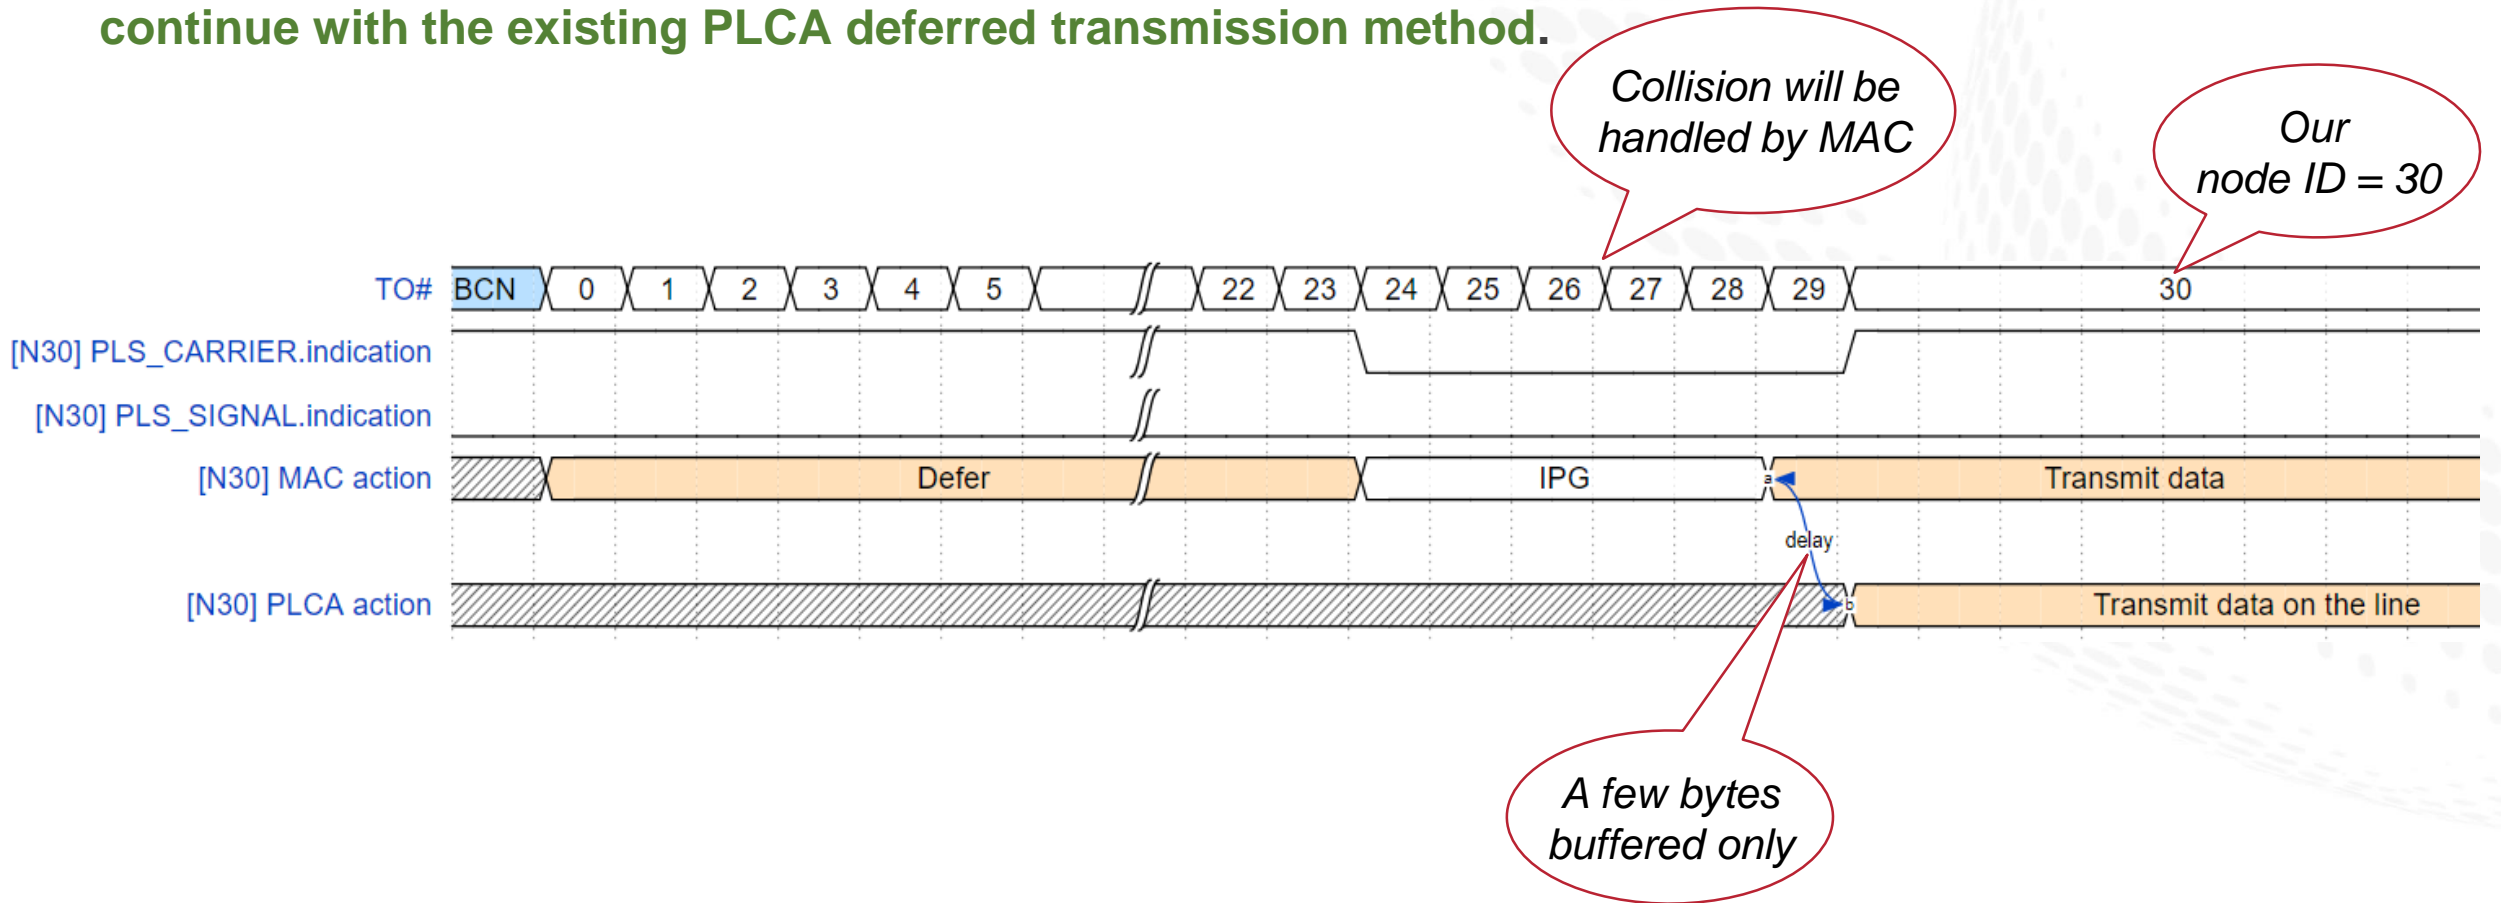 continue with the existing PLCA deferred transmission method.
Collision will be
handled by MAC
Our
node ID = 30
TO# BCN 0 1 2 3 4 5 22 23 24 25 26 27 28 29 30
[N30] PLS_CARRIER.indication
[N30] PLS_SIGNAL.indication
[N30] MAC action Defer IPG a Transmit data
delay
[N30] PLCA action b Transmit data on the line
A few bytes
buffered only